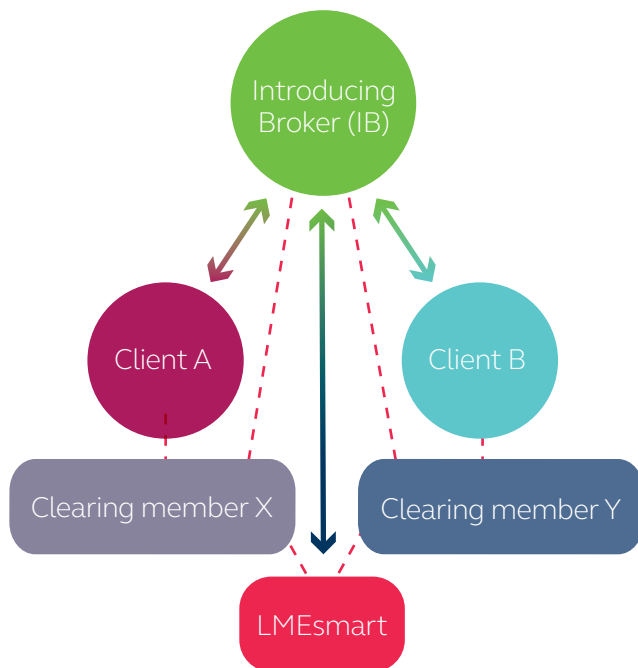 Introducing
Broker (IB)
Client A
Client B
Clearing member X
Clearing member Y
LMEsmart